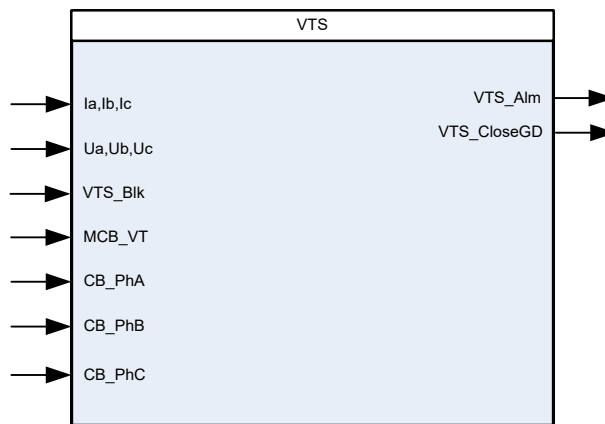 VTS
Ia,Ib,Ic
Ua,Ub,Uc
VTS_Blk
MCB_VT
CB_PhA
CB_PhB
CB_PhC
VTS_Alm
VTS_CloseGD